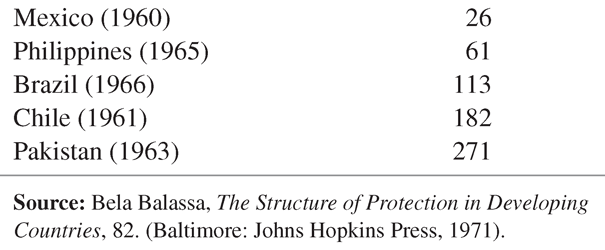 Mexico (1960) 26
Philippines (1965) 61
Brazil (1966) 113
Chile (1961) 182
Pakistan (1963) 271
Source: Bela Balassa, The Structure of Protection in Developing
Countries, 82. (Baltimore: Johns Hopkins Press, 1971).